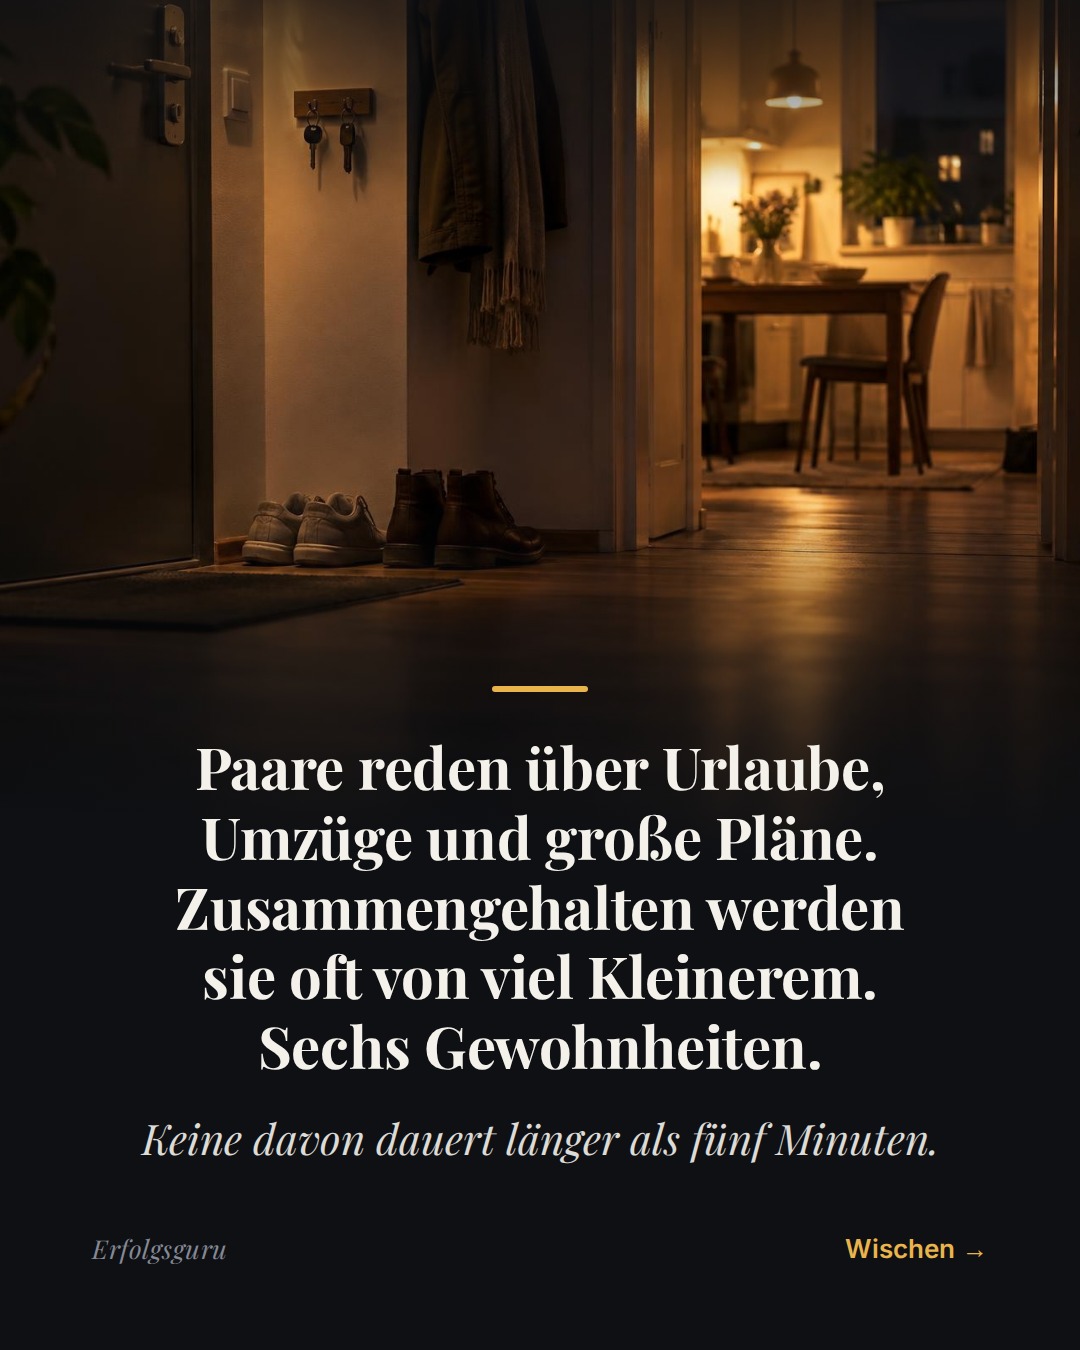 Paare reden über Urlaube,
Umzüge und große Pläne.
Zusammengehalten werden
sie oft von viel Kleinerem.
Sechs Gewohnheiten.
Keine davon dauert länger als fünf Minuten.
Erfolgsguru
Wischen →